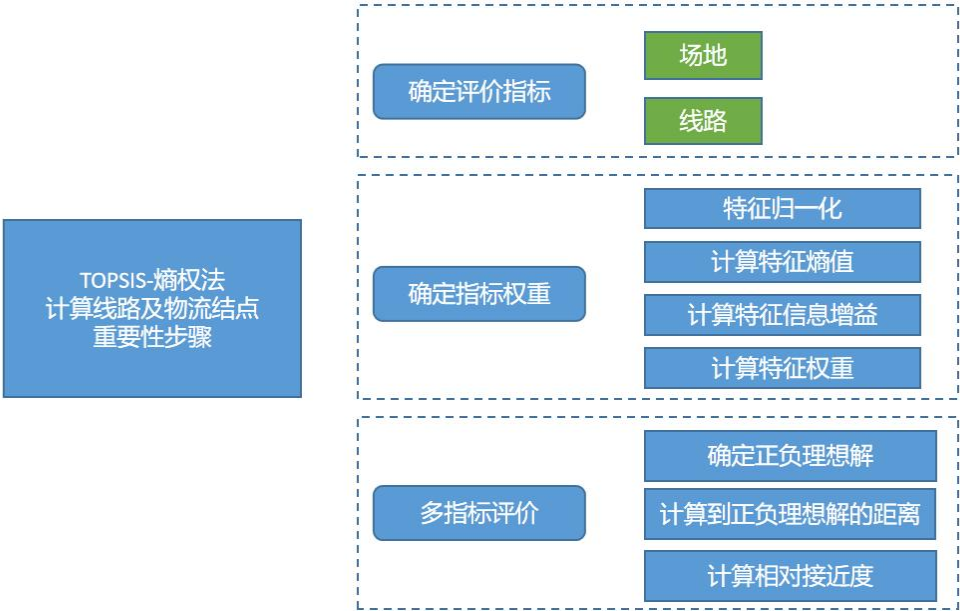 TOPSIS-熵权法
计算线路及物流结点
重要性步骤
确定评价指标
场地
线路
确定指标权重
特征归一化
计算特征熵值
计算特征信息增益
计算特征权重
多指标评价
确定正负理想解
计算到正负理想解的距离
计算相对接近度